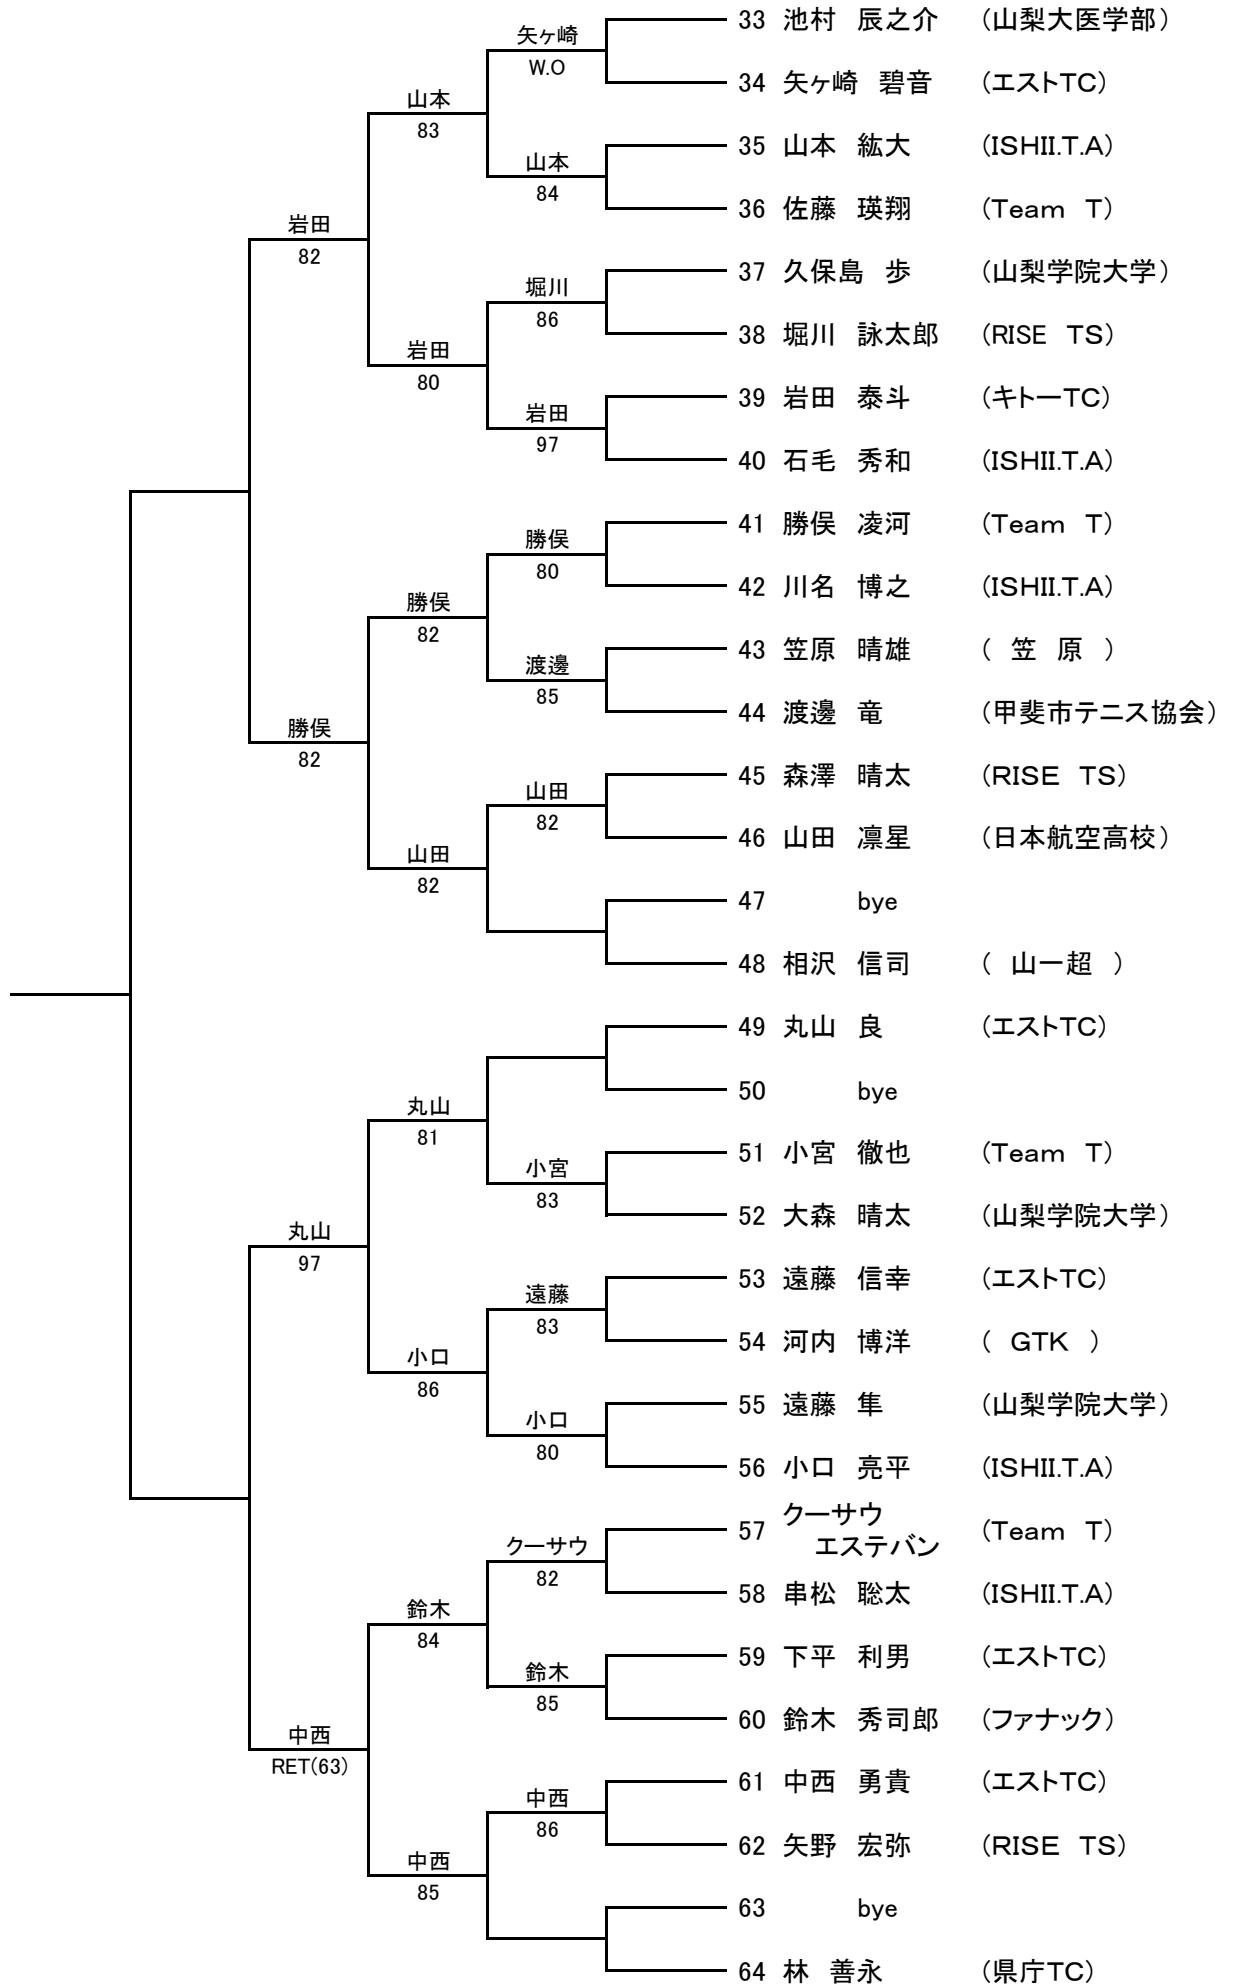 33 池村 辰之介 (山梨大医学部)
矢ヶ崎
W.O
34 矢ヶ崎 碧音 (エストTC)
山本
83
35 山本 紘大 (ISHII.T.A)
山本
84
36 佐藤 瑛翔 (Team T)
岩田
82
37 久保島 歩 (山梨学院大学)
堀川
86
38 堀川 詠太郎 (RISE TS)
岩田
80
39 岩田 泰斗 (キトーTC)
岩田
97
40 石毛 秀和 (ISHII.T.A)
41 勝俣 凌河 (Team T)
勝俣
80
42 川名 博之 (ISHII.T.A)
勝俣
82
43 笠原 晴雄 ( 笠 原 )
渡邊
85
44 渡邊 竜 (甲斐市テニス協会)
勝俣
82
45 森澤 晴太 (RISE TS)
山田
82
46 山田 凛星 (日本航空高校)
山田
82
47 bye
48 相沢 信司 ( 山一超 )
49 丸山 良 (エストTC)
50 bye
丸山
81
51 小宮 徹也 (Team T)
小宮
83
52 大森 晴太 (山梨学院大学)
丸山
97
53 遠藤 信幸 (エストTC)
遠藤
83
54 河内 博洋 ( GTK )
小口
86
55 遠藤 隼 (山梨学院大学)
小口
80
56 小口 亮平 (ISHII.T.A)
57 クーサウ
エステバン (Team T)
クーサウ
82
58 串松 聡太 (ISHII.T.A)
鈴木
84
59 下平 利男 (エストTC)
鈴木
85
60 鈴木 秀司郎 (ファナック)
中西
RET(63)
61 中西 勇貴 (エストTC)
中西
86
62 矢野 宏弥 (RISE TS)
中西
85
63 bye
64 林 善永 (県庁TC)